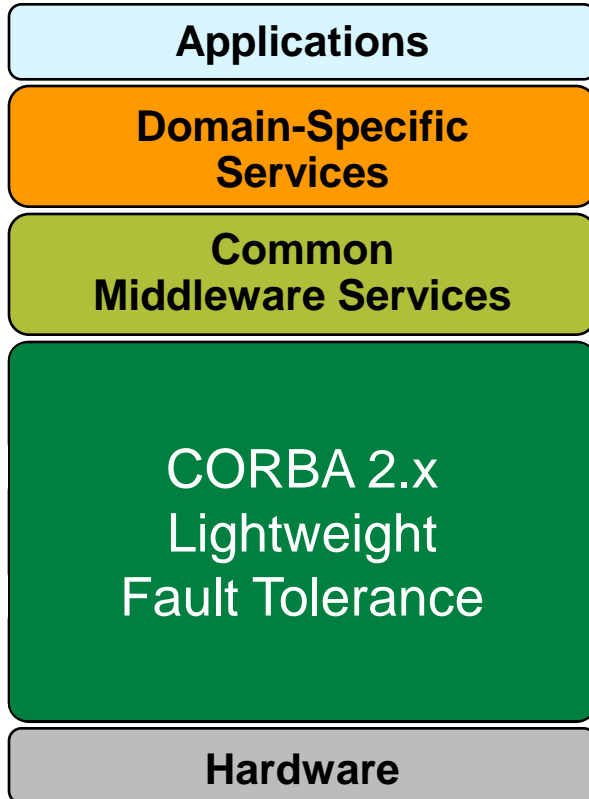 Applications
Domain-Specific
Services
Common
Middleware Services
CORBA 2.x
Lightweight
Fault Tolerance
Hardware